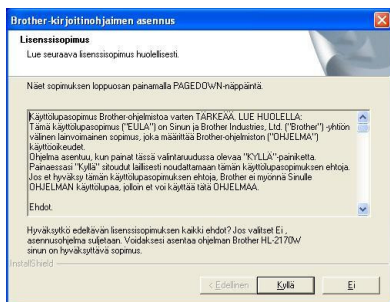 Brother-kirjoitinohjaimen asennus
Lisenssisopimus
Lue seuraava lisenssisopimus huolellisesti.
Näet sopimuksen loppuosan painamalla PAGEDOWN-näppäintä.
Käyttölupasopimus Brother-ohjelmistoa varten TÄRKEÄÄ. LUE HUOLELLA:
Tämä käyttölupasopimus ("EULA") on Sinun ja Brother Industries, Ltd. ("Brother") -yhtiön
välinen lainvoimainen sopimus, joka määrittää Brother-ohjelmiston ("OHJELMA")
käyttöoikeudet.
Ohjelma asentuu, kun painat tässä valintaruudussa olevaa "KYLLÄ"-painiketta.
Painaessasi "Kyllä" sitoudut laillisesti noudattamaan tämän käyttölupasopimuksen ehtoja.
Jos et hyväksy tämän käyttölupasopimuksen ehtoja, Brother ei myönnä Sinulle
OHJELMAN käyttölupaa, jolloin et voi käyttää tätä OHJELMAA.
Ehdot.
Hyväksytkö edeltävän lisenssisopimuksen kaikki ehdot? Jos valitset Ei ,
asennusohjelma suljetaan. Voidaksesi asentaa ohjelman Brother HL-2170W
sinun on hyväksyttävä sopimus.
InstallShield
< Edellinen
Kyllä
Ei